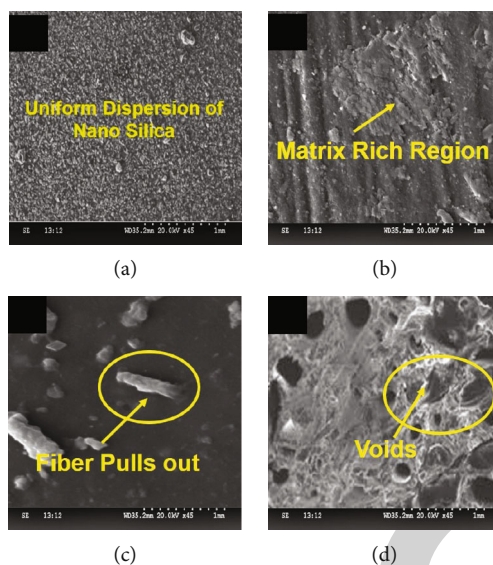 Uniform Dispersion of
Nano Silica
SE 13:12 WD35.2mm 20.0kV x45 1mm
(a)
Matrix Rich Region
SE 13:12 WD35.2mm 20.0kV x45 1mm
(b)
Fiber Pulls out
SE 13:12 WD35.2mm 20.0kV x45 1mm
(c)
Voids
SE 13:12 WD35.2mm 20.0kV x45 1mm
(d)